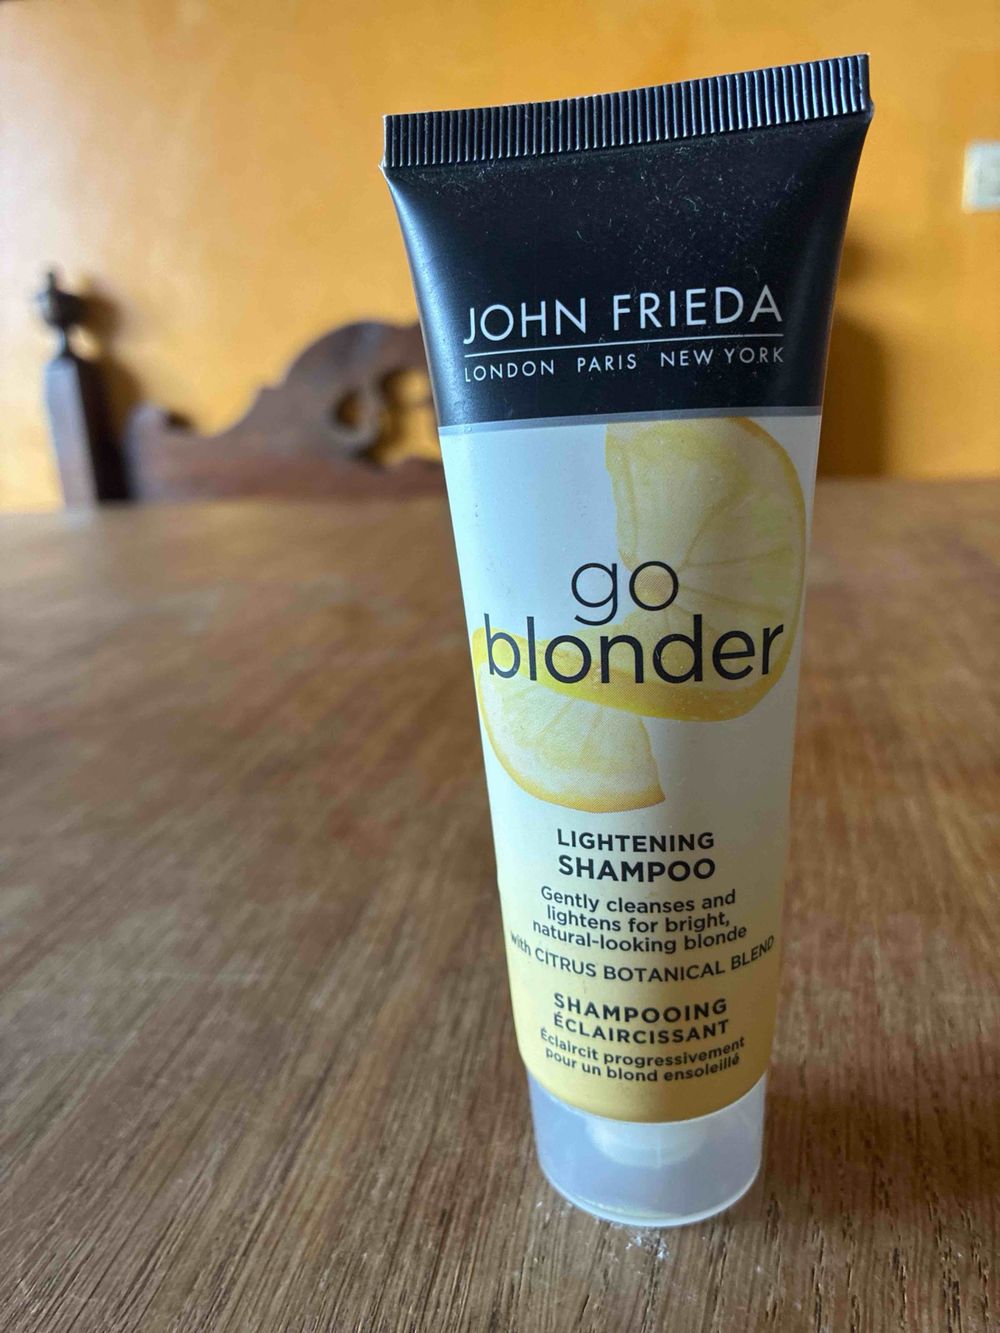 JOHN FRIEDA
LONDON PARIS NEW YORK
go
blonder
LIGHTENING
SHAMPOO
Gently cleanses and
lightens for bright,
natural-looking blonde
with CITRUS BOTANICAL BLEND
SHAMPOOING
ÉCLAIRCISSANT
Éclaircit progressivement
pour un blond ensoleillé